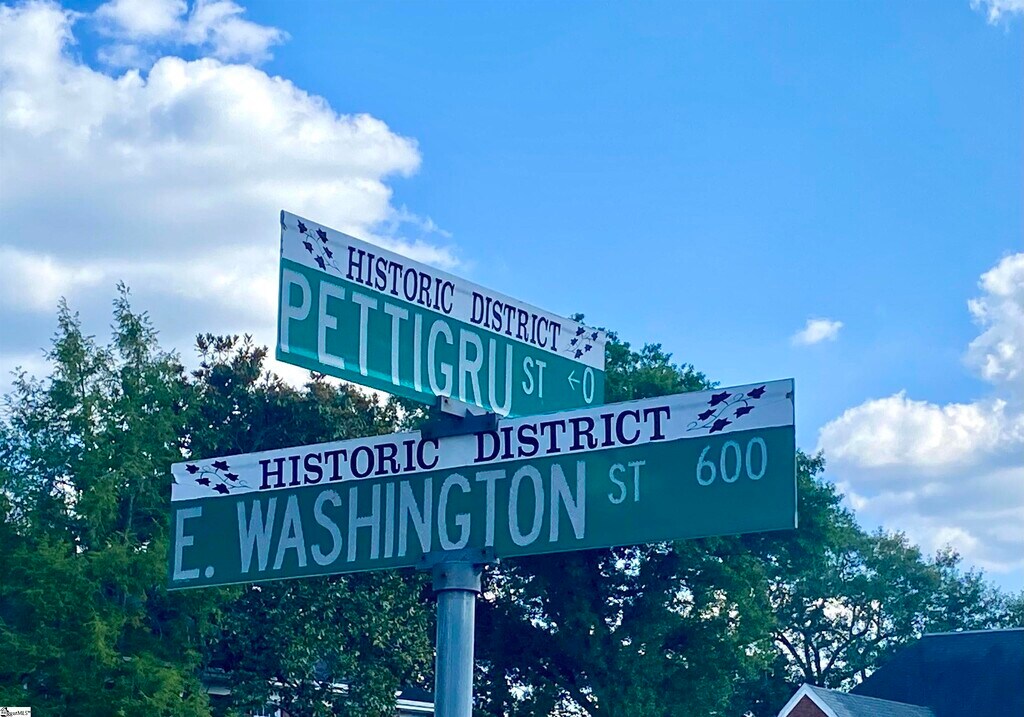 HISTORIC DISTRICT
PETTIGRU ST ←0
HISTORIC DISTRICT
E. WASHINGTON ST 600